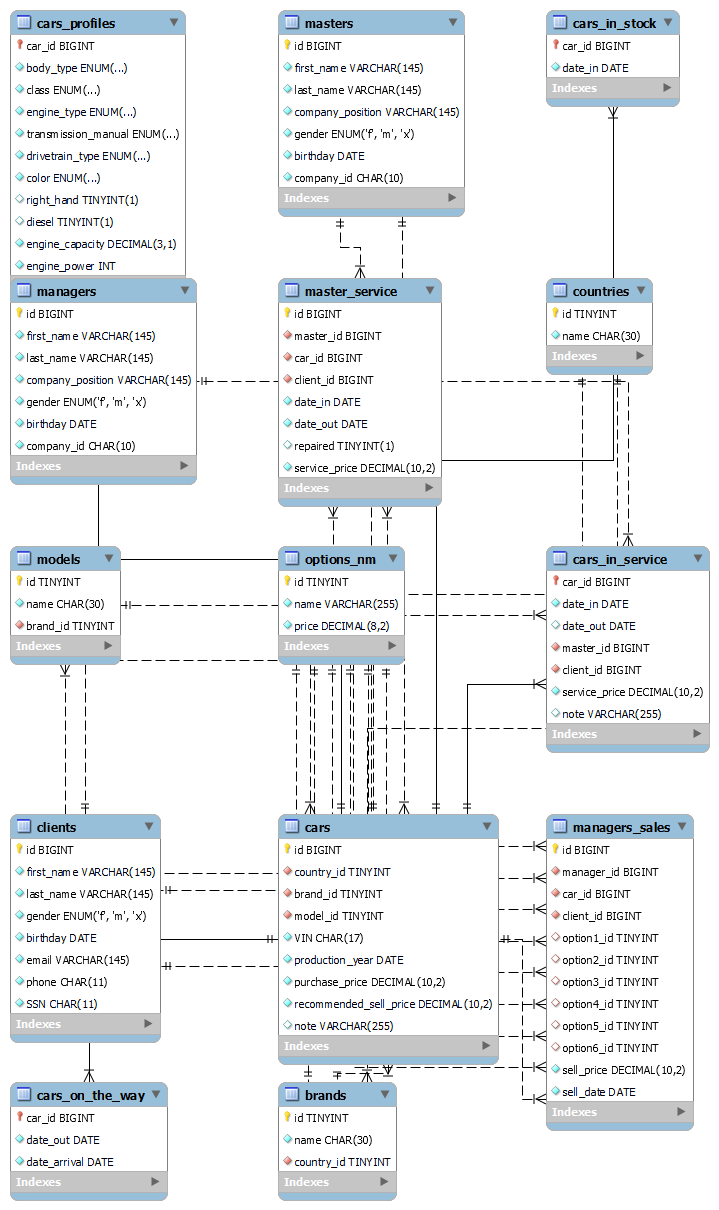 cars_profiles
car_id BIGINT
body_type ENUM(...)
class ENUM(...)
engine_type ENUM(...)
transmission_manual ENUM(...)
drivetrain_type ENUM(...)
color ENUM(...)
right_hand TINYINT(1)
diesel TINYINT(1)
engine_capacity DECIMAL(3,1)
engine_power INT
masters
id BIGINT
first_name VARCHAR(145)
last_name VARCHAR(145)
company_position VARCHAR(145)
gender ENUM('f', 'm', 'x')
birthday DATE
company_id CHAR(10)
Indexes
cars_in_stock
car_id BIGINT
date_in DATE
Indexes
managers
id BIGINT
first_name VARCHAR(145)
last_name VARCHAR(145)
company_position VARCHAR(145)
gender ENUM('f', 'm', 'x')
birthday DATE
company_id CHAR(10)
Indexes
master_service
id BIGINT
master_id BIGINT
car_id BIGINT
client_id BIGINT
date_in DATE
date_out DATE
repaired TINYINT(1)
service_price DECIMAL(10,2)
Indexes
countries
id TINYINT
name CHAR(30)
Indexes
models
id TINYINT
name CHAR(30)
brand_id TINYINT
Indexes
options_nm
id TINYINT
name VARCHAR(255)
price DECIMAL(8,2)
Indexes
cars_in_service
car_id BIGINT
date_in DATE
date_out DATE
master_id BIGINT
client_id BIGINT
service_price DECIMAL(10,2)
note VARCHAR(255)
Indexes
clients
id BIGINT
first_name VARCHAR(145)
last_name VARCHAR(145)
gender ENUM('f', 'm', 'x')
birthday DATE
email VARCHAR(145)
phone CHAR(11)
SSN CHAR(11)
Indexes
cars
id BIGINT
country_id TINYINT
brand_id TINYINT
model_id TINYINT
VIN CHAR(17)
production_year DATE
purchase_price DECIMAL(10,2)
recommended_sell_price DECIMAL(10,2)
note VARCHAR(255)
Indexes
managers_sales
id BIGINT
manager_id BIGINT
car_id BIGINT
client_id BIGINT
option1_id TINYINT
option2_id TINYINT
option3_id TINYINT
option4_id TINYINT
option5_id TINYINT
option6_id TINYINT
sell_price DECIMAL(10,2)
sell_date DATE
Indexes
cars_on_the_way
car_id BIGINT
date_out DATE
date_arrival DATE
Indexes
brands
id TINYINT
name CHAR(30)
country_id TINYINT
Indexes